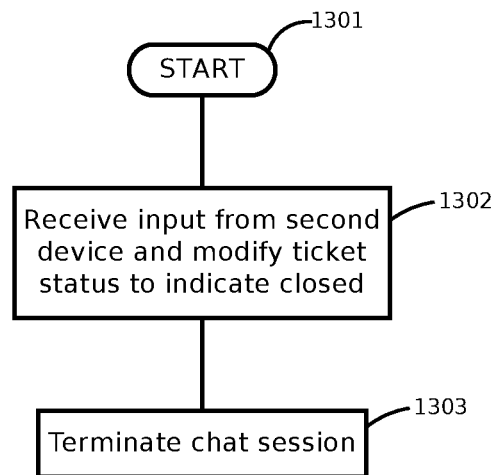 1301
START
1302
Receive input from second
device and modify ticket
status to indicate closed
1303
Terminate chat session